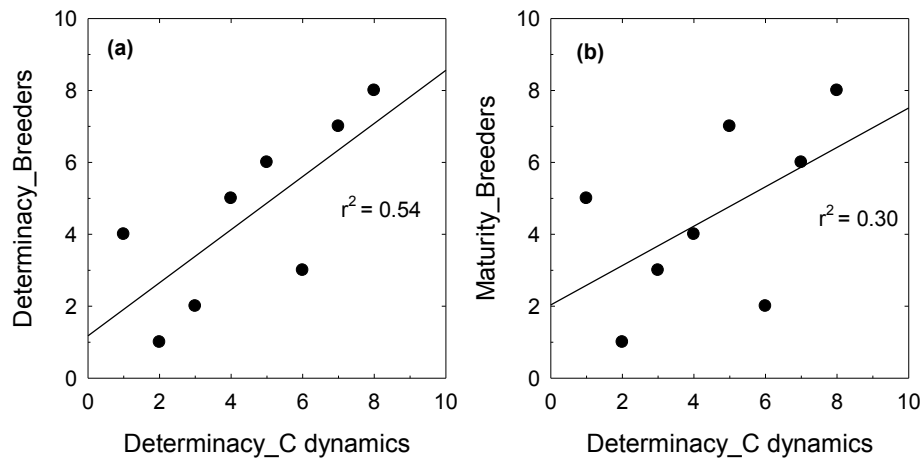 (a)
Determinacy_Breeders
10
8
6
4
2
0
r² = 0.54
0 2 4 6 8 10
Determinacy_C dynamics
(b)
Maturity_Breeders
10
8
6
4
2
0
r² = 0.30
0 2 4 6 8 10
Determinacy_C dynamics